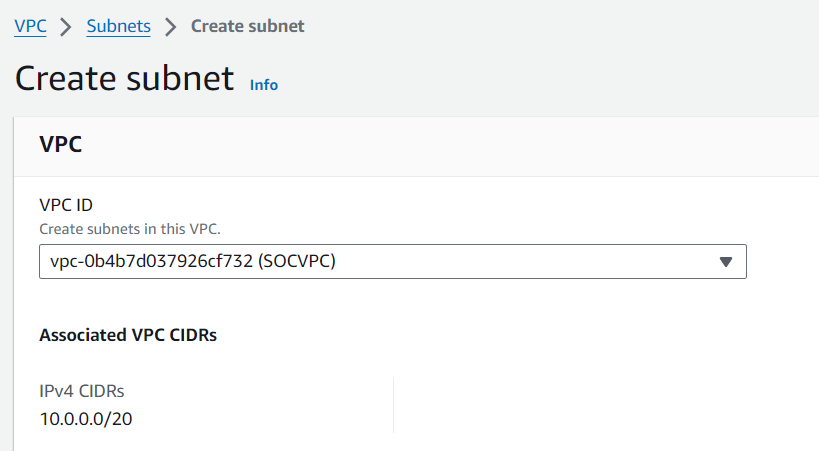 VPC > Subnets > Create subnet
Create subnet Info
VPC
VPC ID
Create subnets in this VPC.
vpc-0b4b7d037926cf732 (SOCVPC)
Associated VPC CIDRs
IPv4 CIDRs
10.0.0.0/20